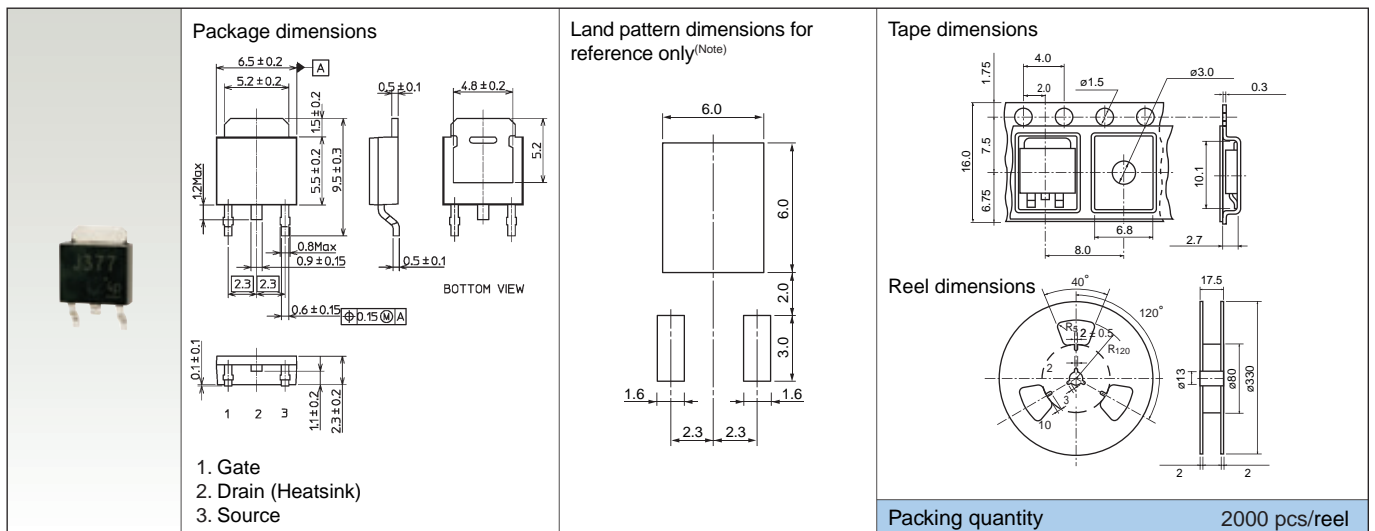 Package dimensions
6.5 ± 0.2
A
5.2 ± 0.2
1.5 ± 0.2
5.5 ± 0.2
9.5 ± 0.3
1.2Max
0.8Max
0.9 ± 0.15
2.3
2.3
0.6 ± 0.15
⌖ 0.15 Ⓜ A
0.5 ± 0.1
0.5 ± 0.1
4.8 ± 0.2
5.2
BOTTOM VIEW
0.1 ± 0.1
1 2 3
1.1 ± 0.2
2.3 ± 0.2
1. Gate
2. Drain (Heatsink)
3. Source
J377
Land pattern dimensions for
reference only(Note)
6.0
6.0
2.0
3.0
1.6
1.6
2.3
2.3
Tape dimensions
1.75
4.0
2.0
ø1.5
ø3.0
0.3
16.0
7.5
6.75
10.1
6.8
8.0
2.7
Reel dimensions
40°
120°
17.5
R5
2 ± 0.5
R120
2
3
10
ø13
ø80
ø330
2
2
Packing quantity 2000 pcs/reel